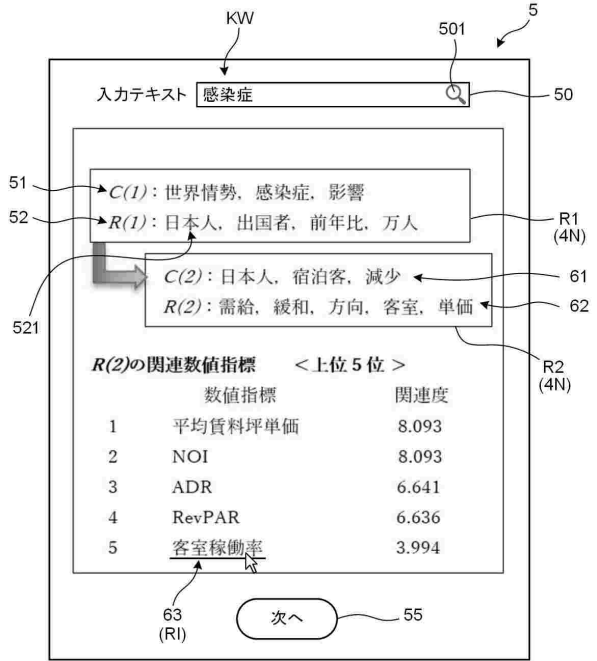 5
KW
501
入力テキスト 感染症
50
51
C(1)：世界情勢，感染症，影響
52
R(1)：日本人，出国者，前年比，万人
R1
(4N)
521
C(2)：日本人，宿泊客，減少
61
R(2)：需給，緩和，方向，客室，単価
62
R2
(4N)
R(2)の関連数値指標 ＜上位5位＞
数値指標 関連度
1 平均賃料坪単価 8.093
2 NOI 8.093
3 ADR 6.641
4 RevPAR 6.636
5 客室稼働率 3.994
63
(RI)
次へ
55